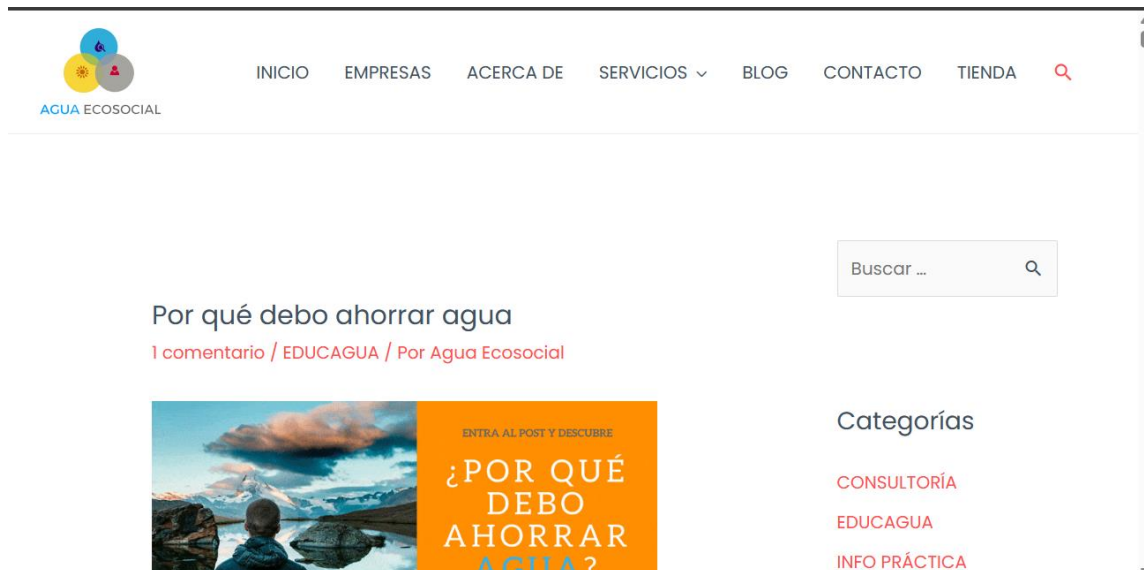 AGUA ECOSOCIAL
INICIO EMPRESAS ACERCA DE SERVICIOS BLOG CONTACTO TIENDA
Buscar ...
Por qué debo ahorrar agua
1 comentario / EDUCAGUA / Por Agua Ecosocial
ENTRA AL POST Y DESCUBRE
¿POR QUÉ
DEBO
AHORRAR
AGUA?
Categorías
CONSULTORÍA
EDUCAGUA
INFO PRÁCTICA